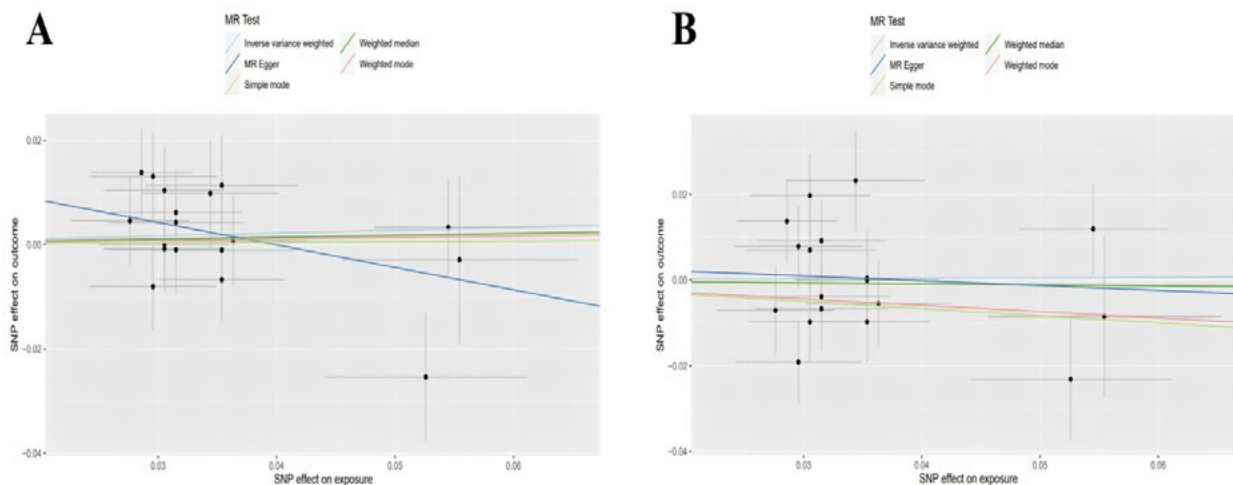 A
MR Test
Inverse variance weighted
Weighted median
MR Egger
Weighted mode
Simple mode
SNP effect on outcome
0.02
0.00
−0.02
−0.04
0.03
0.04
0.05
0.06
SNP effect on exposure
B
MR Test
Inverse variance weighted
Weighted median
MR Egger
Weighted mode
Simple mode
SNP effect on outcome
0.02
0.00
−0.02
−0.04
0.03
0.04
0.05
0.06
SNP effect on exposure